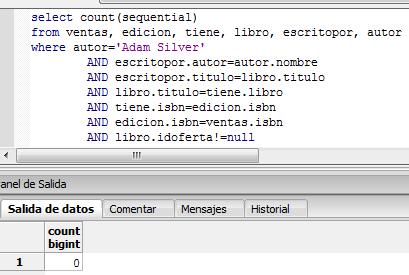 select count(sequential)
from ventas, edicion, tiene, libro, escritopor, autor
where autor='Adam Silver'
AND escritopor.autor=autor.nombre
AND escritopor.titulo=libro.titulo
AND libro.titulo=tiene.libro
AND tiene.isbn=edicion.isbn
AND edicion.isbn=ventas.isbn
AND libro.idoferta!=null
anel de Salida
Salida de datos Comentar Mensajes Historial
count
bigint
1 0